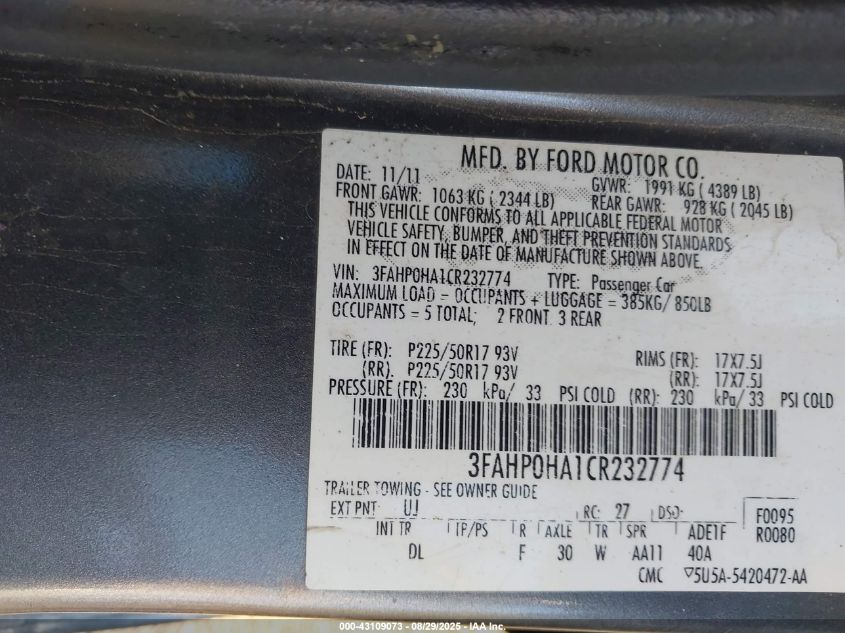 MFD. BY FORD MOTOR CO.
DATE: 11/11 GVWR: 1991 KG ( 4389 LB)
FRONT GAWR: 1063 KG ( 2344 LB) REAR GAWR: 928 KG ( 2045 LB)
THIS VEHICLE CONFORMS TO ALL APPLICABLE FEDERAL MOTOR
VEHICLE SAFETY, BUMPER, AND THEFT PREVENTION STANDARDS
IN EFFECT ON THE DATE OF MANUFACTURE SHOWN ABOVE.
VIN: 3FAHP0HA1CR232774 TYPE: Passenger Car
MAXIMUM LOAD = OCCUPANTS + LUGGAGE = 385KG/ 850LB
OCCUPANTS = 5 TOTAL; 2 FRONT. 3 REAR
TIRE (FR): P225/50R17 93V RIMS (FR): 17X7.5J
(RR). P225/50R17 93V (RR): 17X7.5J
PRESSURE (FR): 230 kPa/ 33 PSI COLD (RR): 230 kPa/ 33 PSI COLD
3FAHP0HA1CR232774
TRAILER TOWING - SEE OWNER GUIDE
EXT PNT: UJ RC: 27 DSO: F0095
INT TR TP/PS R AXLE TR SPR ADE1F R0080
DL F 30 W AA11 40A
CMC ▽5U5A-5420472-AA
000-43109073 - 08/29/2025 - IAA Inc.